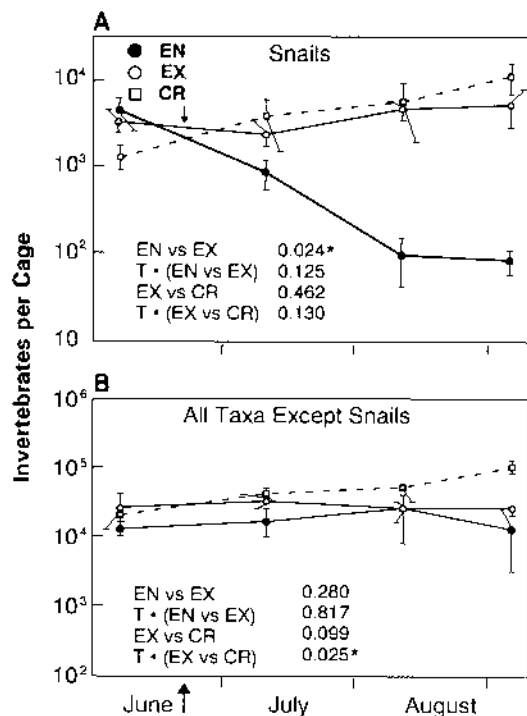 A
Snails
EN
EX
CR
10⁴
10³
10²
10
EN vs EX 0.024*
T • (EN vs EX) 0.125
EX vs CR 0.462
T • (EX vs CR) 0.130
Invertebrates per Cage
B
All Taxa Except Snails
10⁶
10⁵
10⁴
10³
10²
EN vs EX 0.280
T • (EN vs EX) 0.817
EX vs CR 0.099
T • (EX vs CR) 0.025*
June July August